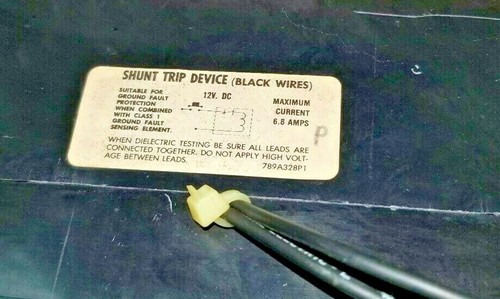 SHUNT TRIP DEVICE (BLACK WIRES)
SUITABLE FOR
GROUND FAULT
PROTECTION
WHEN COMBINED
WITH CLASS 1
GROUND FAULT
SENSING ELEMENT.
12V. DC
MAXIMUM
CURRENT
6.8 AMPS
P
WHEN DIELECTRIC TESTING BE SURE ALL LEADS ARE
CONNECTED TOGETHER. DO NOT APPLY HIGH VOLT-
AGE BETWEEN LEADS.
789A328P1